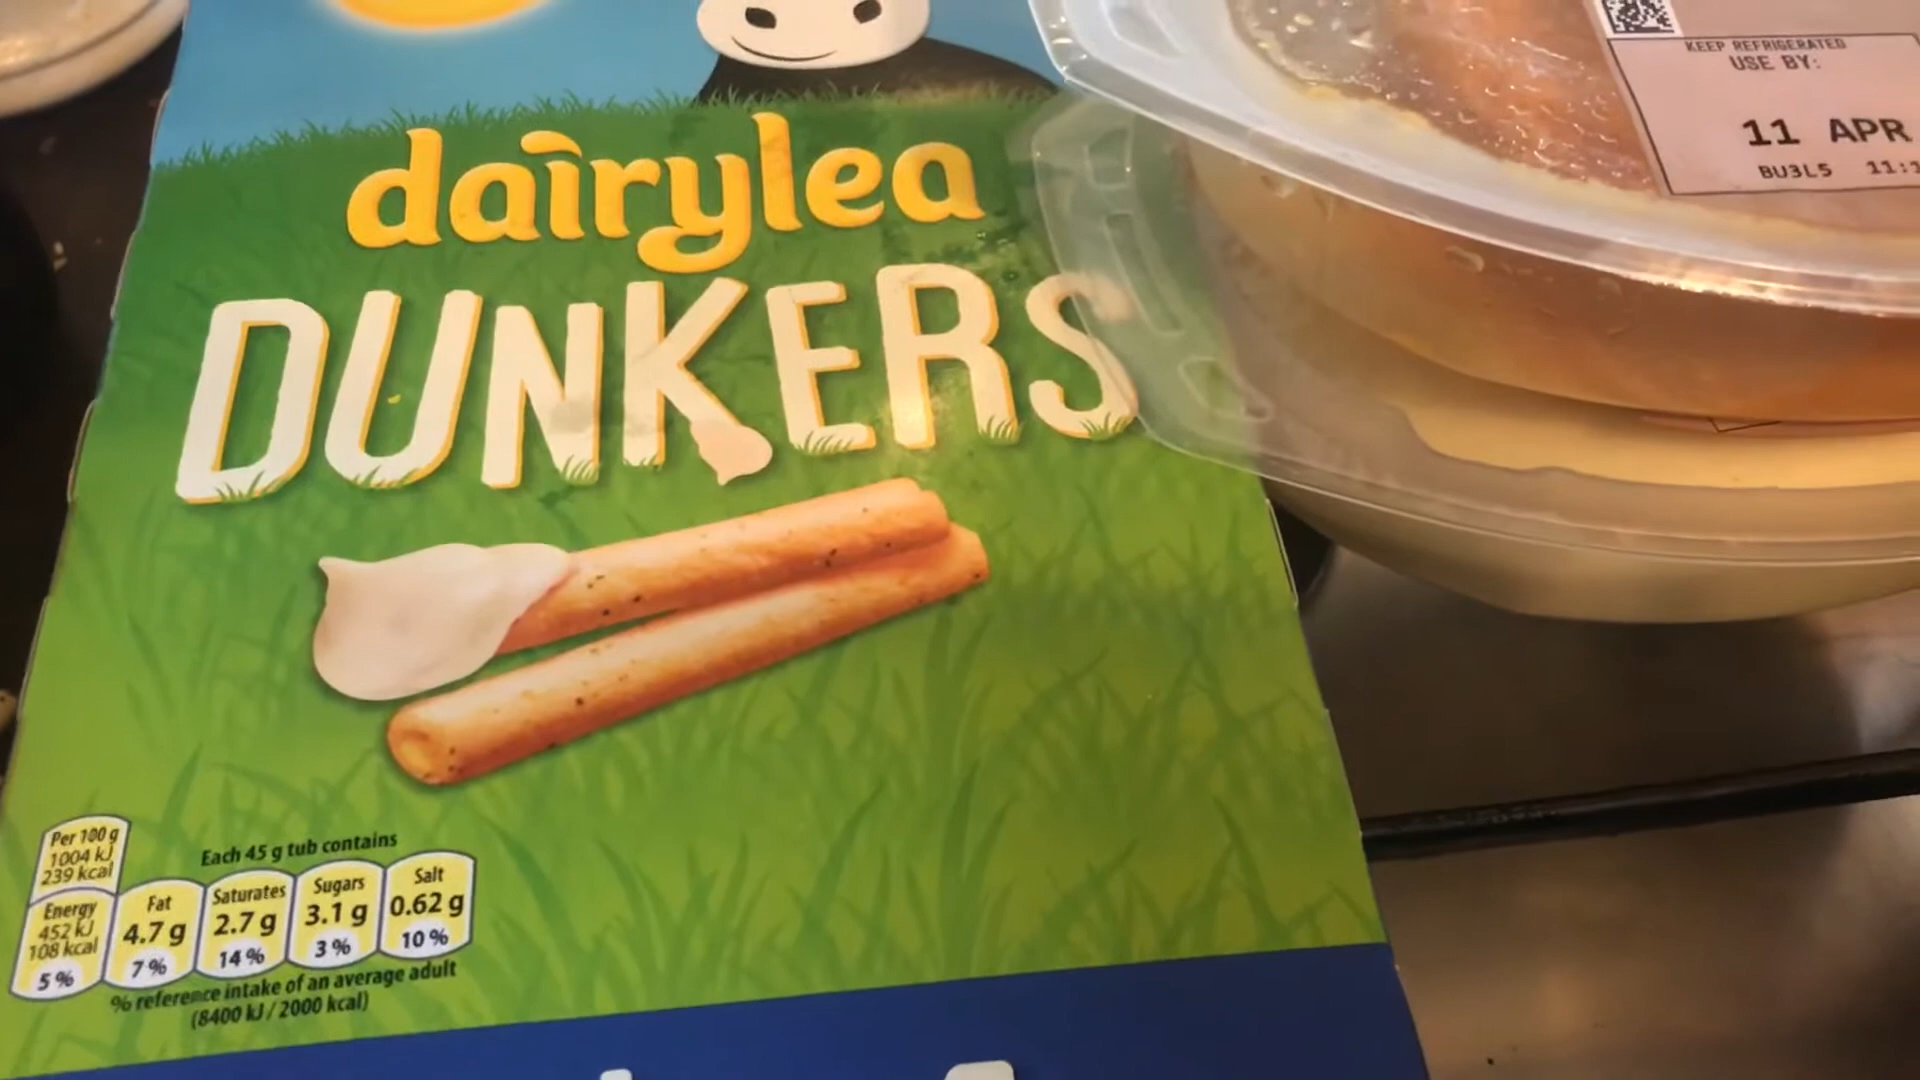 dairylea
DUNKERS
Per 100 g
1004 kJ
239 kcal
Each 45 g tub contains
Energy
452 kJ
108 kcal
5%
Fat
4.7 g
7%
Saturates
2.7 g
14%
Sugars
3.1 g
3%
Salt
0.62 g
10%
% reference intake of an average adult
(8400 kJ / 2000 kcal)
KEEP REFRIGERATED
USE BY:
11 APR
BU3L5 11: